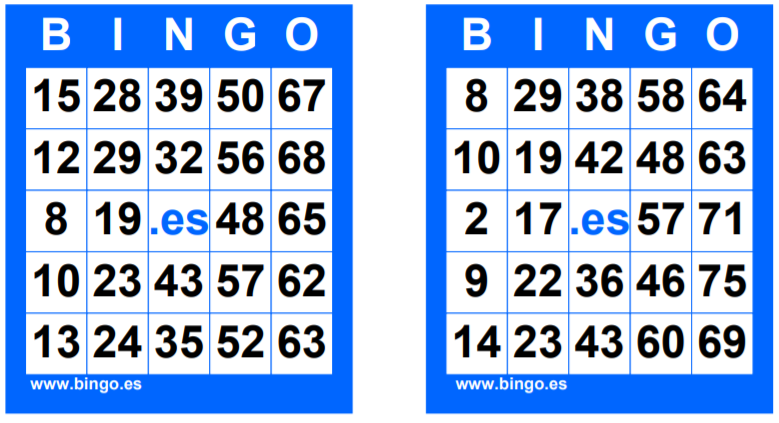 B I N G O
15 28 39 50 67
12 29 32 56 68
8 19 .es 48 65
10 23 43 57 62
13 24 35 52 63
www.bingo.es
B I N G O
8 29 38 58 64
10 19 42 48 63
2 17 .es 57 71
9 22 36 46 75
14 23 43 60 69
www.bingo.es